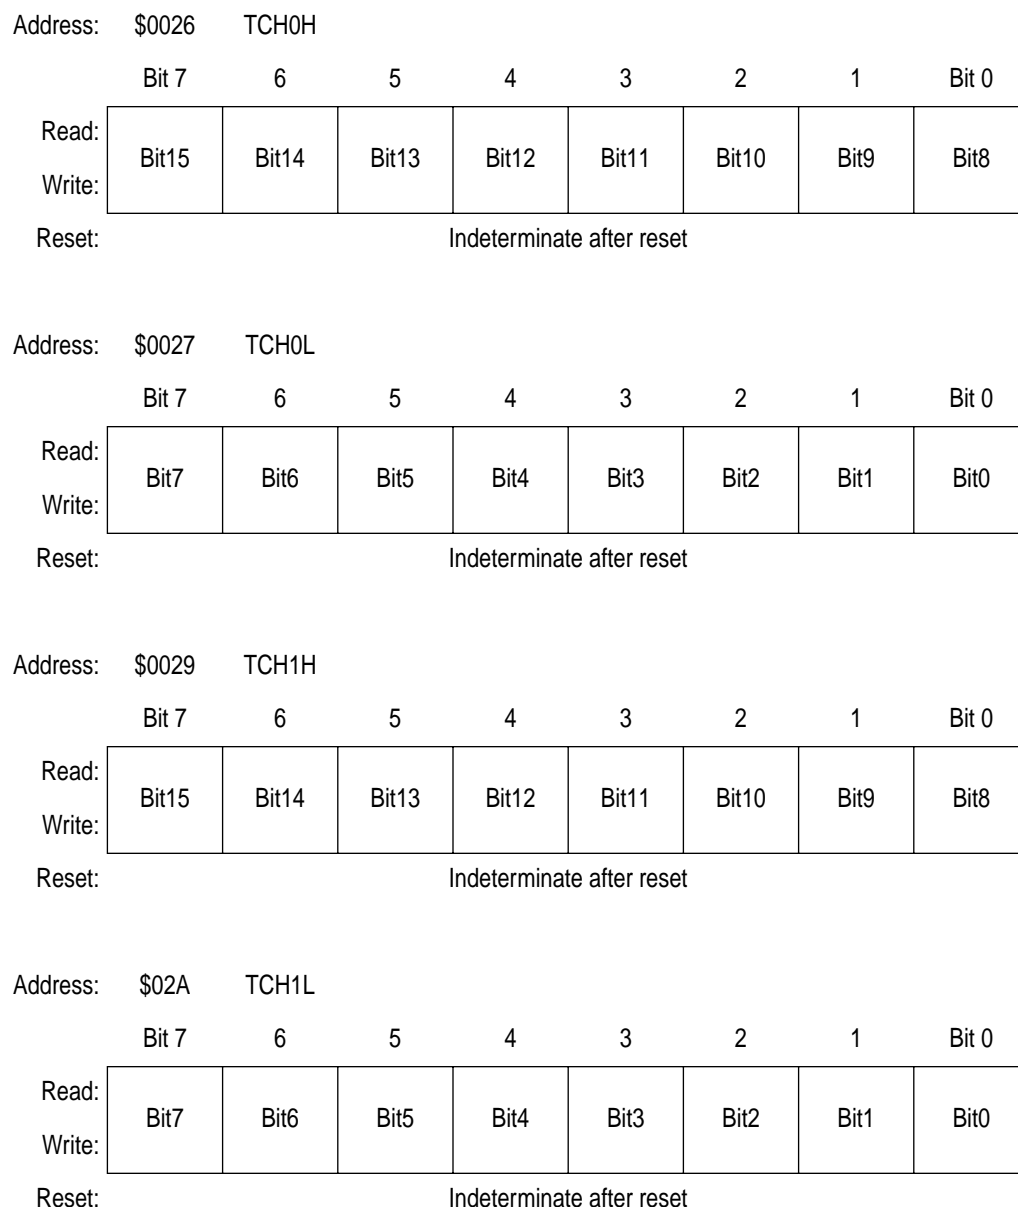 Address: $0026 TCH0H
Bit 7 6 5 4 3 2 1 Bit 0
Read:
Bit15 Bit14 Bit13 Bit12 Bit11 Bit10 Bit9 Bit8
Write:
Reset: Indeterminate after reset
Address: $0027 TCH0L
Bit 7 6 5 4 3 2 1 Bit 0
Read:
Bit7 Bit6 Bit5 Bit4 Bit3 Bit2 Bit1 Bit0
Write:
Reset: Indeterminate after reset
Address: $0029 TCH1H
Bit 7 6 5 4 3 2 1 Bit 0
Read:
Bit15 Bit14 Bit13 Bit12 Bit11 Bit10 Bit9 Bit8
Write:
Reset: Indeterminate after reset
Address: $02A TCH1L
Bit 7 6 5 4 3 2 1 Bit 0
Read:
Bit7 Bit6 Bit5 Bit4 Bit3 Bit2 Bit1 Bit0
Write:
Reset: Indeterminate after reset